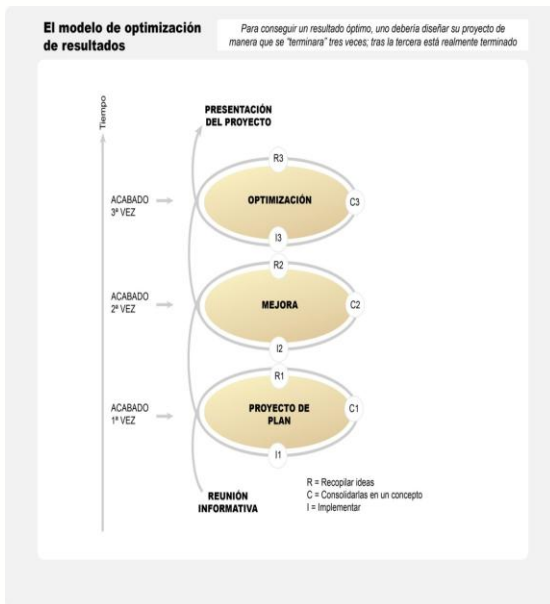 El modelo de optimización
de resultados
Para conseguir un resultado óptimo, uno debería diseñar su proyecto de
manera que se "terminara" tres veces; tras la tercera está realmente terminado
Tiempo
PRESENTACIÓN
DEL PROYECTO
R3
ACABADO
3ª VEZ
OPTIMIZACIÓN
C3
I3
R2
ACABADO
2ª VEZ
MEJORA
C2
I2
R1
ACABADO
1ª VEZ
PROYECTO DE
PLAN
C1
I1
REUNIÓN
INFORMATIVA
R = Recopilar ideas
C = Consolidarlas en un concepto
I = Implementar